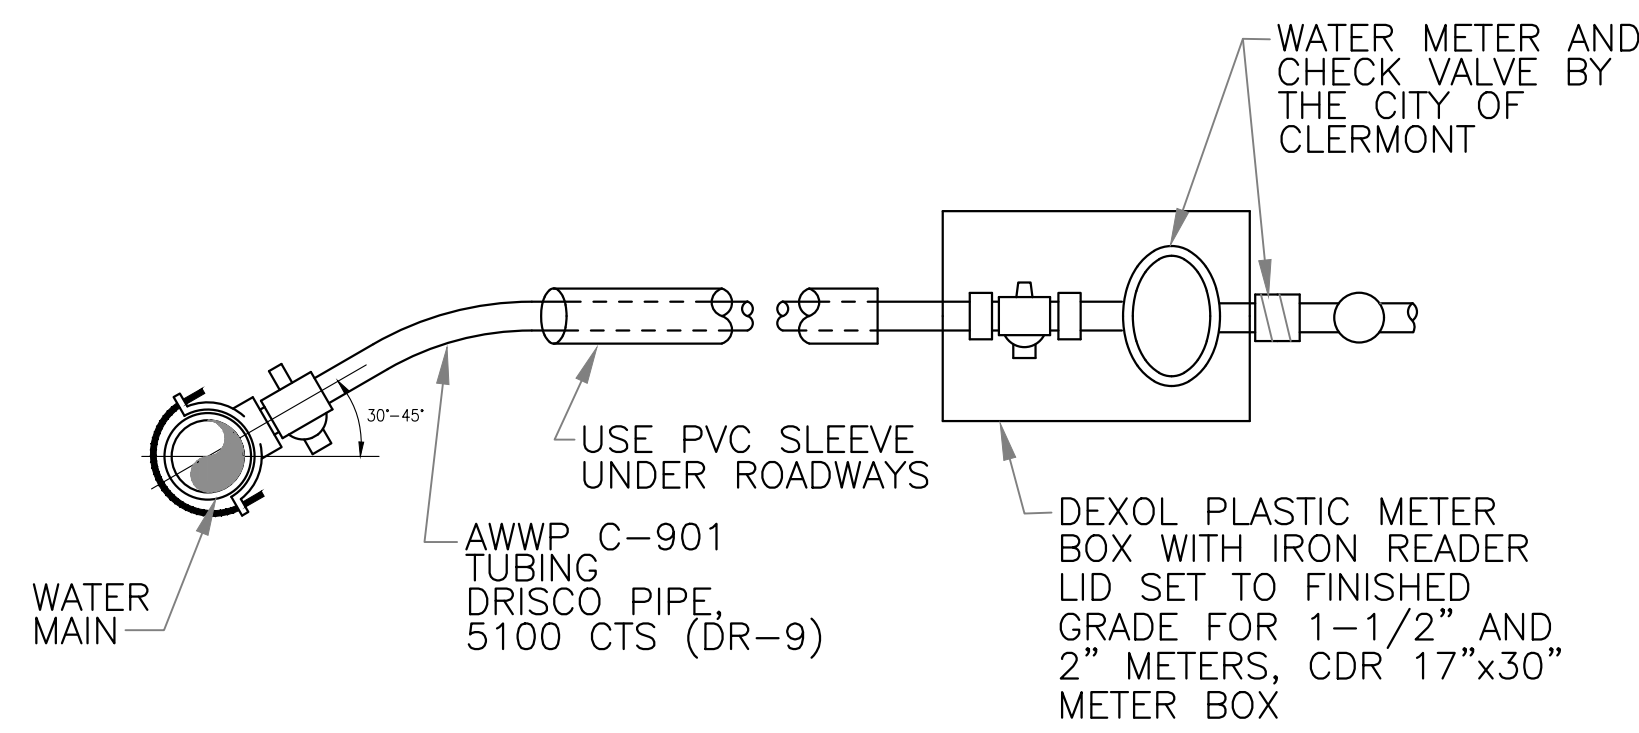 WATER METER AND
CHECK VALVE BY
THE CITY OF
CLERMONT
30°-45°
USE PVC SLEEVE
UNDER ROADWAYS
AWWP C-901
TUBING
DRISCO PIPE,
5100 CTS (DR-9)
WATER
MAIN
DEXOL PLASTIC METER
BOX WITH IRON READER
LID SET TO FINISHED
GRADE FOR 1-1/2" AND
2" METERS, CDR 17"x30"
METER BOX